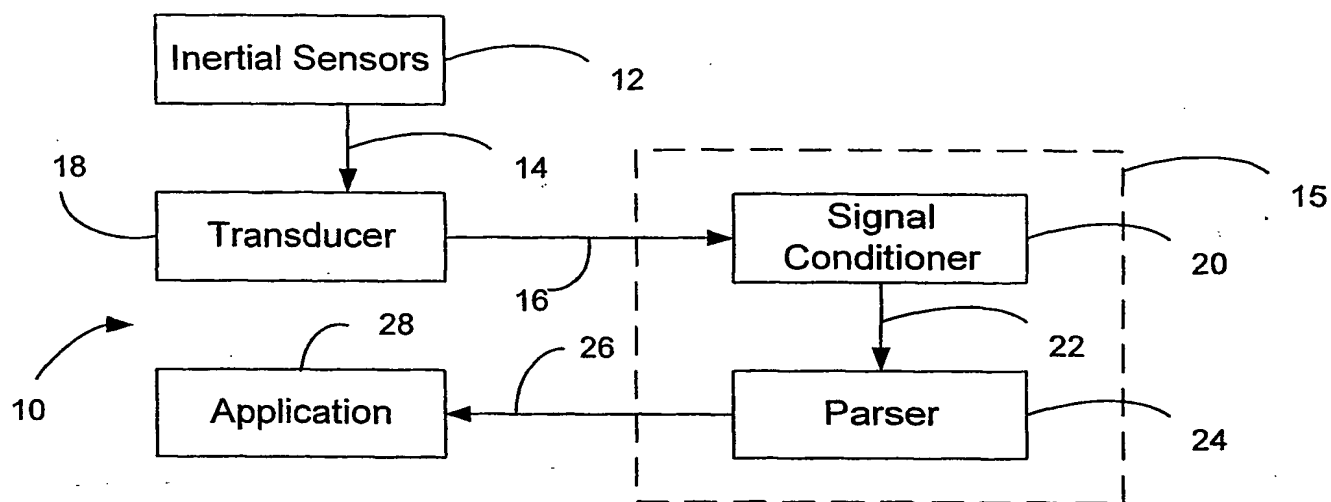 Inertial Sensors
12
14
18
Transducer
16
Signal
Conditioner
15
20
22
10
28
Application
26
Parser
24